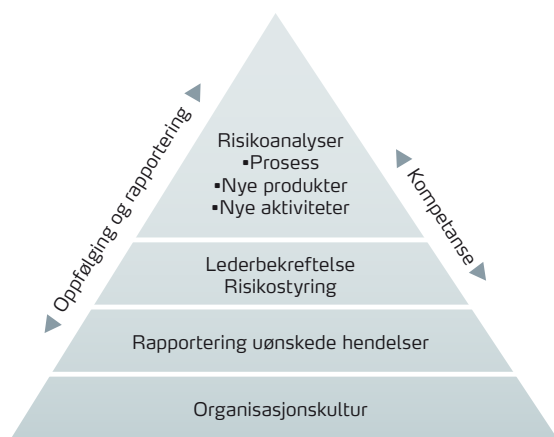 Oppfølging og rapportering
Risikoanalyser
▪Prosess
▪Nye produkter
▪Nye aktiviteter
Kompetanse
Lederbekreftelse
Risikostyring
Rapportering uønskede hendelser
Organisasjonskultur